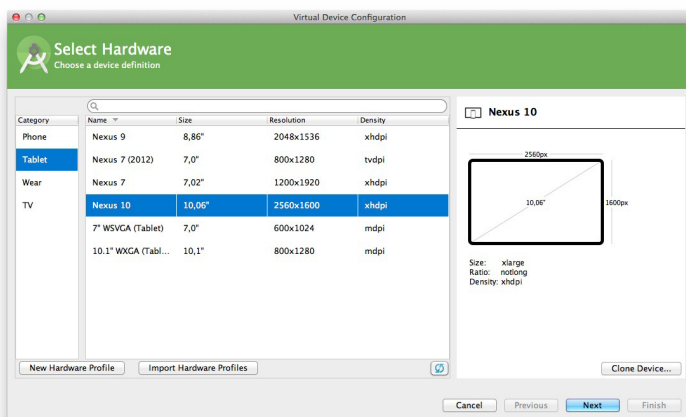 Virtual Device Configuration
Select Hardware
Choose a device definition
Category Name Size Resolution Density
Phone Nexus 9 8,86" 2048x1536 xhdpi
Tablet Nexus 7 (2012) 7,0" 800x1280 tvdpi
Wear Nexus 7 7,02" 1200x1920 xhdpi
TV Nexus 10 10,06" 2560x1600 xhdpi
7" WSVGA (Tablet) 7,0" 600x1024 mdpi
10.1" WXGA (Tabl... 10,1" 800x1280 mdpi
Nexus 10
2560px
10,06" 1600px
Size: xlarge
Ratio: notlong
Density: xhdpi
New Hardware Profile Import Hardware Profiles Clone Device...
Cancel Previous Next Finish